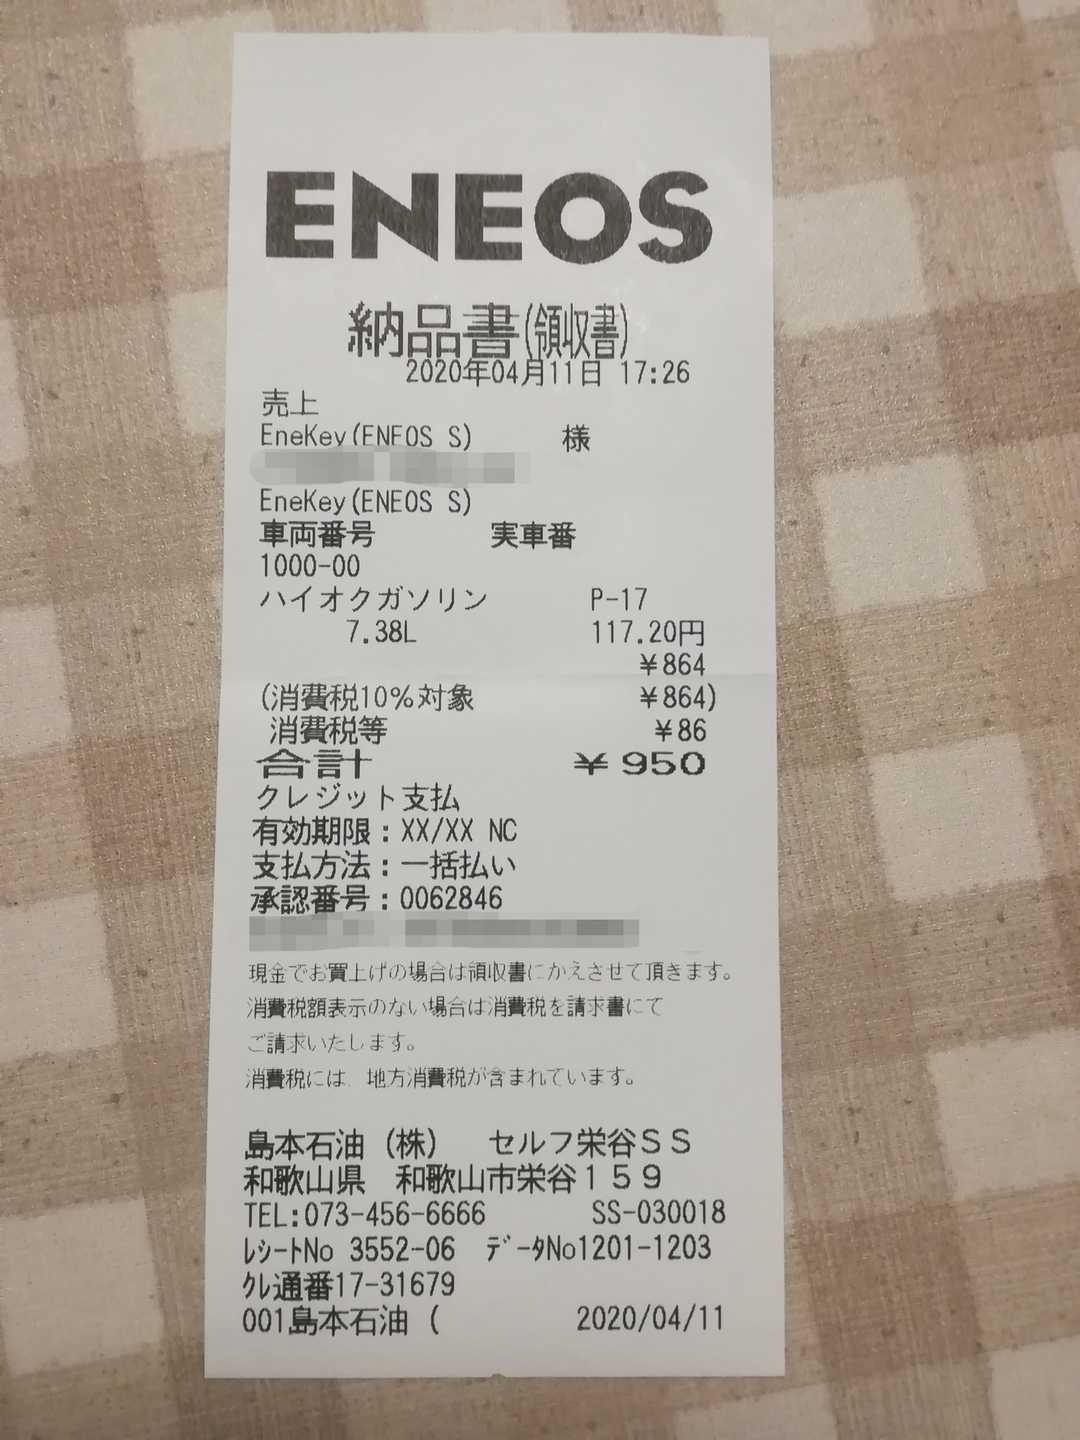 ENEOS
納品書(領収書)
2020年04月11日 17:26
売上
EneKey(ENEOS S) 様
EneKey(ENEOS S)
車両番号 実車番
1000-00
ハイオクガソリン P-17
7.38L 117.20円
¥864
(消費税10%対象 ¥864)
消費税等 ¥86
合計 ¥950
クレジット支払
有効期限:XX/XX NC
支払方法:一括払い
承認番号:0062846
現金でお買上げの場合は領収書にかえさせて頂きます。
消費税額表示のない場合は消費税を請求書にて
ご請求いたします。
消費税には、地方消費税が含まれています。
島本石油(株) セルフ栄谷SS
和歌山県 和歌山市栄谷159
TEL:073-456-6666 SS-030018
ﾚｼｰﾄNo 3552-06 ﾃﾞｰﾀNo1201-1203
ｸﾚ通番17-31679
001島本石油( 2020/04/11